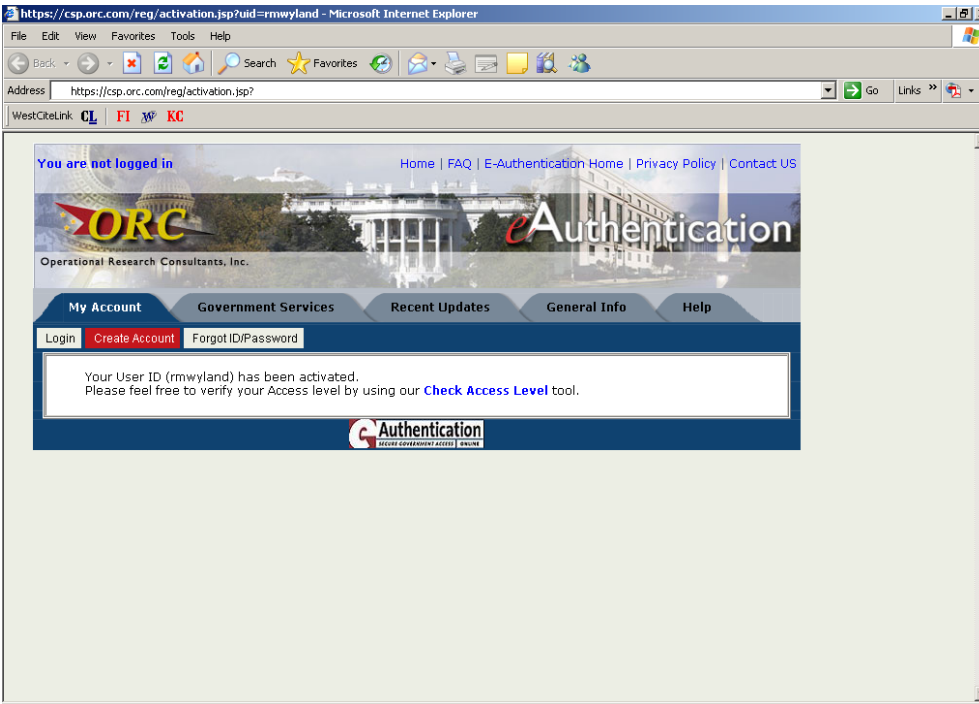 https://csp.orc.com/reg/activation.jsp?uid=rmwyland - Microsoft Internet Explorer
File Edit View Favorites Tools Help
Back Search Favorites
Address https://csp.orc.com/reg/activation.jsp? Go Links »
WestCiteLink CL FI W KC
You are not logged in Home | FAQ | E-Authentication Home | Privacy Policy | Contact US
ORC eAuthentication
Operational Research Consultants, Inc.
My Account Government Services Recent Updates General Info Help
Login Create Account Forgot ID/Password
Your User ID (rmwyland) has been activated.
Please feel free to verify your Access level by using our Check Access Level tool.
Authentication
SECURE GOVERNMENT ACCESS ONLINE